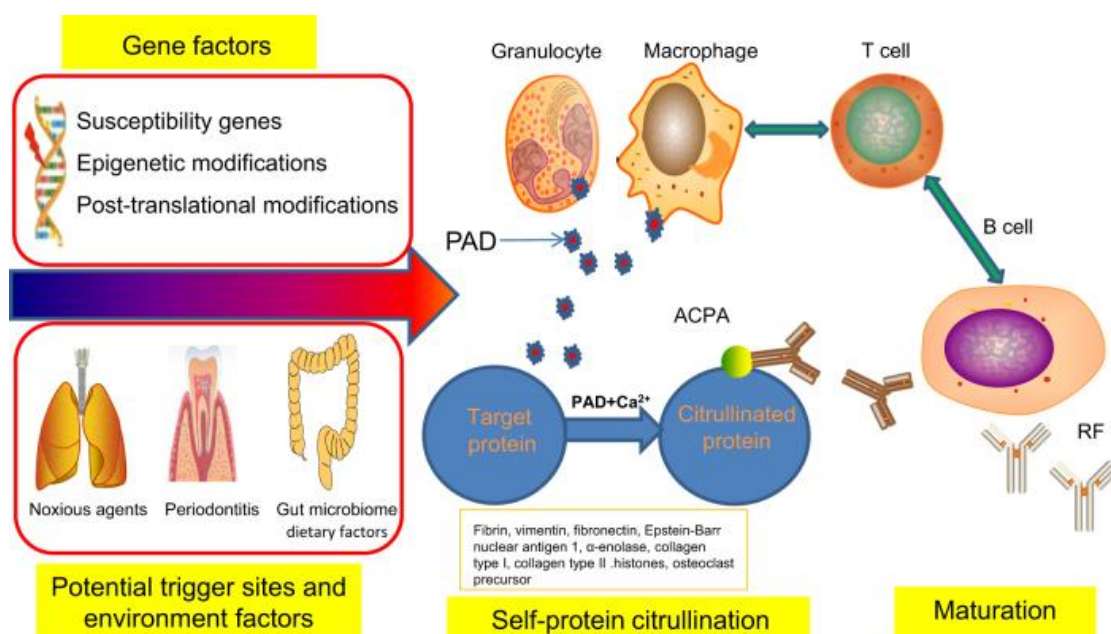 Gene factors
Susceptibility genes
Epigenetic modifications
Post-translational modifications
Noxious agents
Periodontitis
Gut microbiome
dietary factors
Potential trigger sites and
environment factors
Granulocyte
Macrophage
T cell
B cell
PAD
ACPA
Target
protein
PAD+Ca²⁺
Citrullinated
protein
RF
Fibrin, vimentin, fibronectin, Epstein-Barr
nuclear antigen 1, α-enolase, collagen
type I, collagen type II .histones, osteoclast
precursor
Self-protein citrullination
Maturation